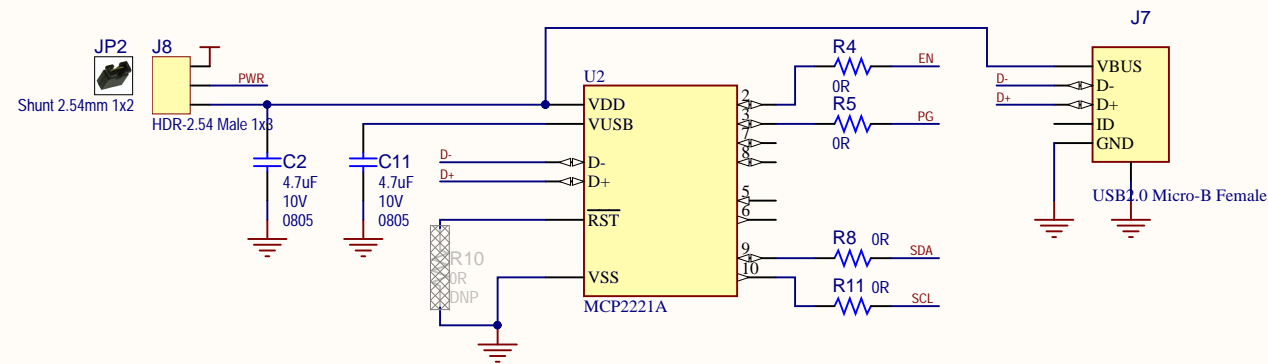 J7
JP2
J8
R4
EN
0R
PWR
U2
VBUS
D-
D-
D+
D+
Shunt 2.54mm 1x2
HDR-2.54 Male 1x3
VDD
VUSB
2
3
7
8
R5
PG
0R
ID
GND
C2
4.7uF
10V
0805
C11
4.7uF
10V
0805
D-
D+
D-
D+
5
6
USB2.0 Micro-B Female
RST
R10
0R
DNP
VSS
9
10
R8 0R
SDA
R11 0R
SCL
MCP2221A